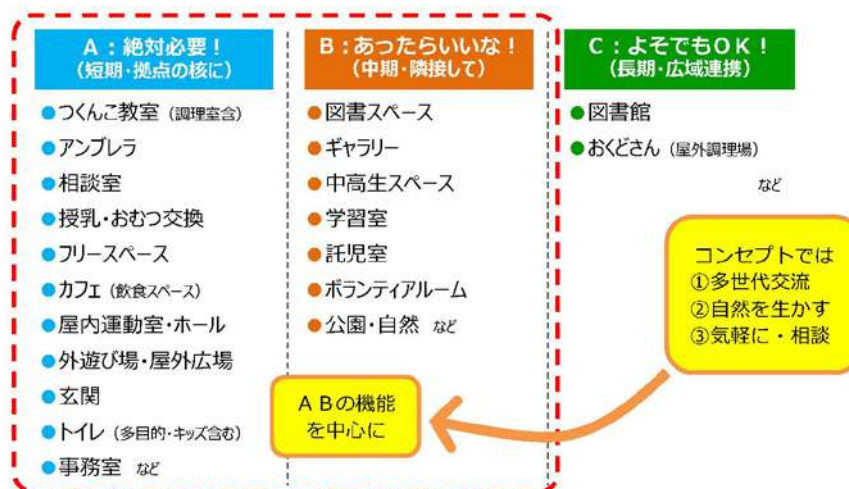 A:絶対必要!
(短期・拠点の核に)
●つくんこ教室(調理室含)
●アンブレラ
●相談室
●授乳・おむつ交換
●フリースペース
●カフェ(飲食スペース)
●屋内運動室・ホール
●外遊び場・屋外広場
●玄関
●トイレ(多目的・キッズ含む)
●事務室 など
B:あったらいいな!
(中期・隣接して)
●図書スペース
●ギャラリー
●中高生スペース
●学習室
●託児室
●ボランティアルーム
●公園・自然 など
C:よそでもOK!
(長期・広域連携)
●図書館
●おくどさん(屋外調理場)
など
コンセプトでは
①多世代交流
②自然を生かす
③気軽に・相談
ABの機能
を中心に